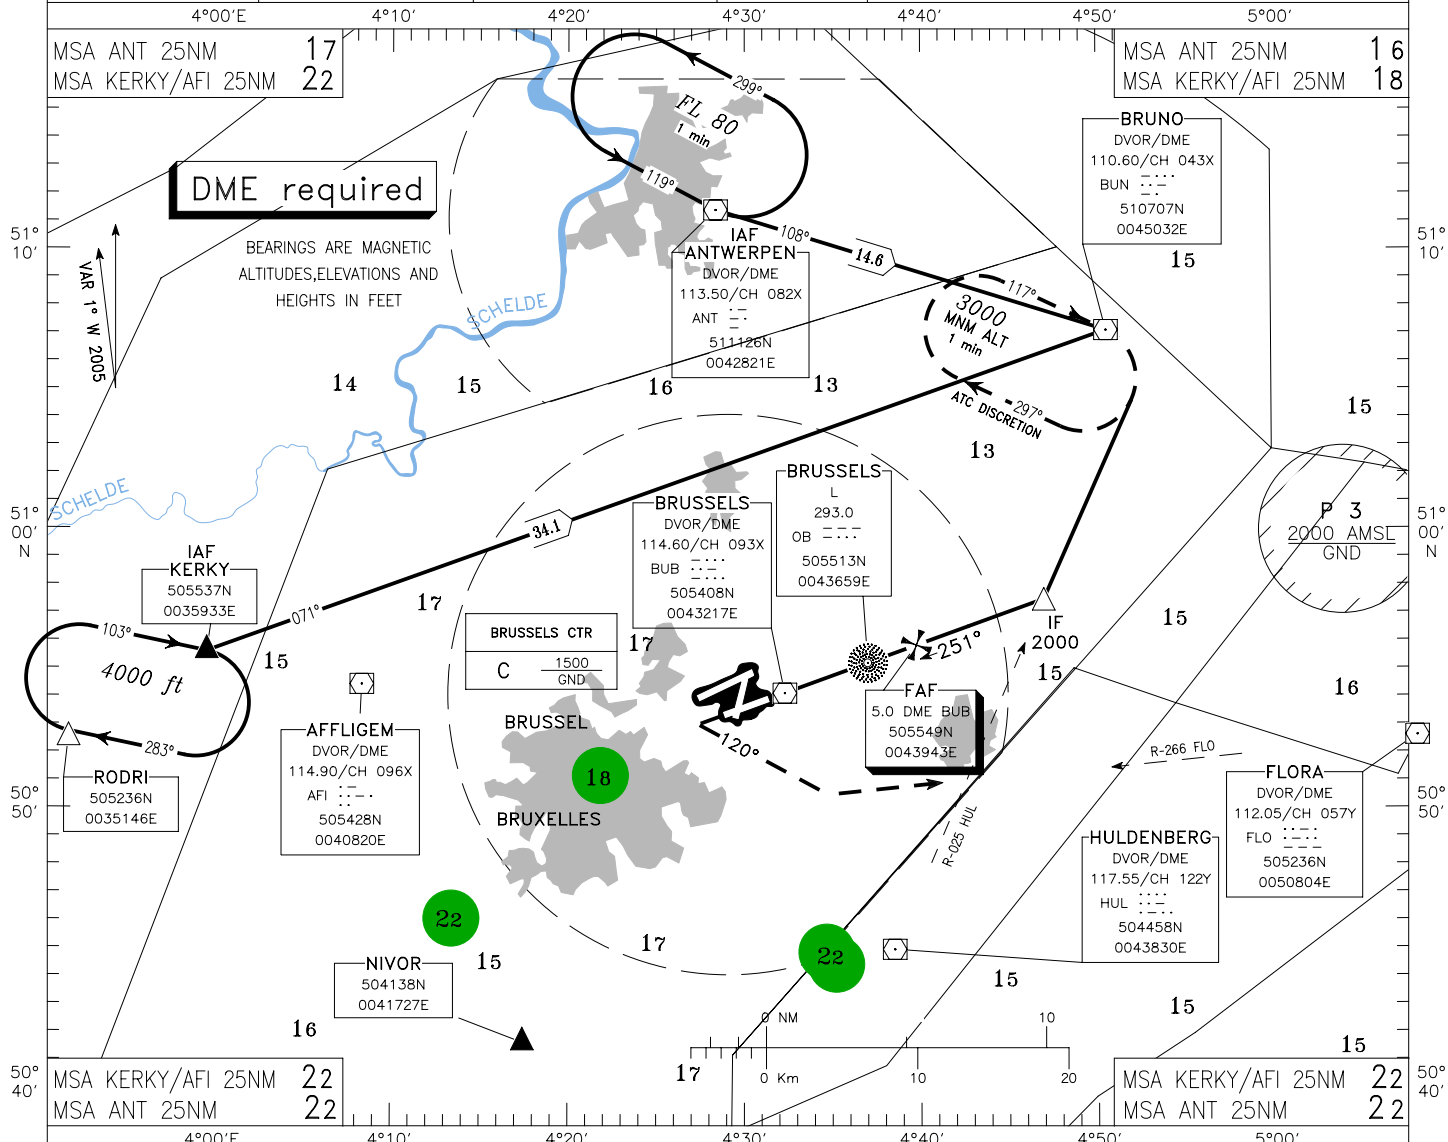 4°00'E
4°10'
4°20'
4°30'
4°40'
4°50'
5°00'
MSA ANT 25NM 17
MSA KERKY/AFI 25NM 22
MSA ANT 25NM 16
MSA KERKY/AFI 25NM 18
DME required
BEARINGS ARE MAGNETIC
ALTITUDES,ELEVATIONS AND
HEIGHTS IN FEET
VAR 1° W 2005
51°
10'
51°
10'
299°
FL 80
1 min
119°
IAF
ANTWERPEN
DVOR/DME
113.50/CH 082X
ANT
511126N
0042821E
108°
14.6
BRUNO
DVOR/DME
110.60/CH 043X
BUN
510707N
0045032E
15
117°
3000
MNM ALT
1 min
297°
ATC DISCRETION
SCHELDE
14
15
16
13
15
13
SCHELDE
51°
00'
N
51°
00'
N
P 3
2000 AMSL
GND
BRUSSELS
L
293.0
OB
505513N
0043659E
BRUSSELS
DVOR/DME
114.60/CH 093X
BUB
505408N
0043217E
34.1
071°
IAF
KERKY
505537N
0035933E
17
103°
4000 ft
283°
15
BRUSSELS CTR
C
1500
GND
17
15
IF
2000
251°
15
16
FAF
5.0 DME BUB
505549N
0043943E
120°
RODRI
505236N
0035146E
AFFLIGEM
DVOR/DME
114.90/CH 096X
AFI
505428N
0040820E
BRUSSEL
18
BRUXELLES
R-266 FLO
R-025 HUL
FLORA
DVOR/DME
112.05/CH 057Y
FLO
505236N
0050804E
50°
50'
50°
50'
HULDENBERG
DVOR/DME
117.55/CH 122Y
HUL
504458N
0043830E
22
22
17
15
15
15
NIVOR
504138N
0041727E
16
15
17
0 NM
10
0 Km
10
20
50°
40'
50°
40'
MSA KERKY/AFI 25NM 22
MSA ANT 25NM 22
MSA KERKY/AFI 25NM 22
MSA ANT 25NM 22
4°00'E
4°10'
4°20'
4°30'
4°40'
4°50'
5°00'